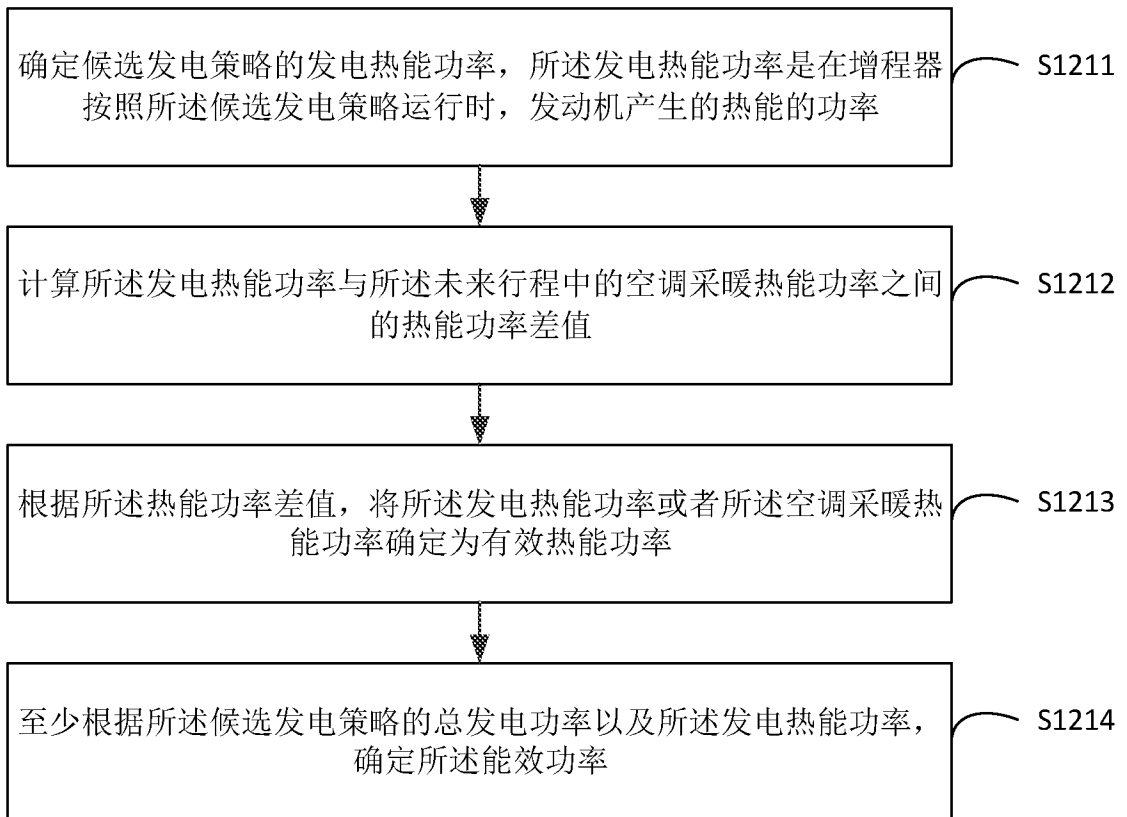 确定候选发电策略的发电热能功率，所述发电热能功率是在增程器
按照所述候选发电策略运行时，发动机产生的热能的功率
S1211
计算所述发电热能功率与所述未来行程中的空调采暖热能功率之间
的热能功率差值
S1212
根据所述热能功率差值，将所述发电热能功率或者所述空调采暖热
能功率确定为有效热能功率
S1213
至少根据所述候选发电策略的总发电功率以及所述发电热能功率，
确定所述能效功率
S1214